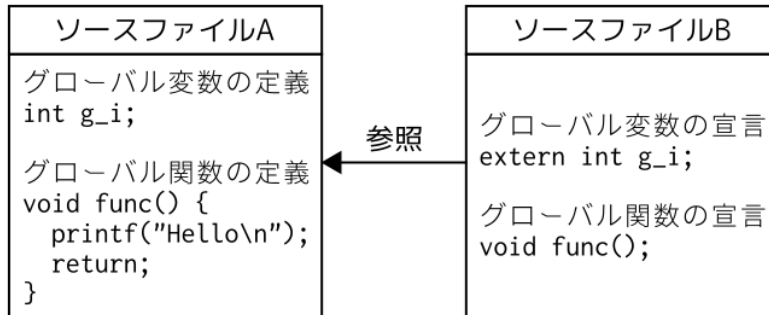 ソースファイルA
グローバル変数の定義
int g_i;
グローバル関数の定義
void func() {
  printf("Hello\n");
  return;
}
参照
ソースファイルB
グローバル変数の宣言
extern int g_i;
グローバル関数の宣言
void func();